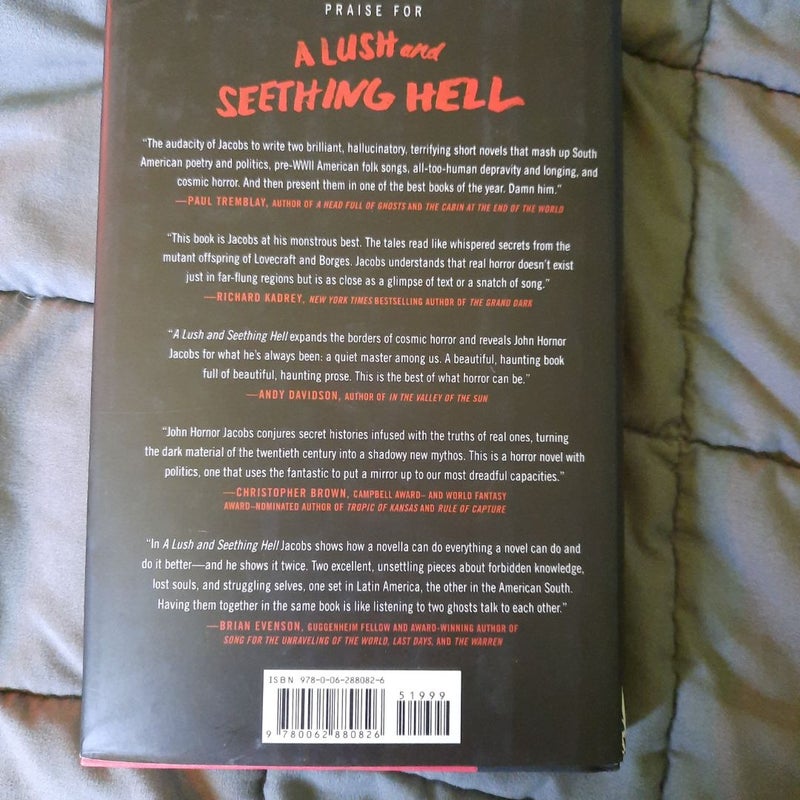 PRAISE FOR
A LUSH and
SEETHING HELL
"The audacity of Jacobs to write two brilliant, hallucinatory, terrifying short novels that mash up South
American poetry and politics, pre-WWII American folk songs, all-too-human depravity and longing, and
cosmic horror. And then present them in one of the best books of the year. Damn him."
—PAUL TREMBLAY, AUTHOR OF A HEAD FULL OF GHOSTS AND THE CABIN AT THE END OF THE WORLD
"This book is Jacobs at his monstrous best. The tales read like whispered secrets from the
mutant offspring of Lovecraft and Borges. Jacobs understands that real horror doesn't exist
just in far-flung regions but is as close as a glimpse of text or a snatch of song."
—RICHARD KADREY, NEW YORK TIMES BESTSELLING AUTHOR OF THE GRAND DARK
"A Lush and Seething Hell expands the borders of cosmic horror and reveals John Hornor
Jacobs for what he's always been: a quiet master among us. A beautiful, haunting book
full of beautiful, haunting prose. This is the best of what horror can be."
—ANDY DAVIDSON, AUTHOR OF IN THE VALLEY OF THE SUN
"John Hornor Jacobs conjures secret histories infused with the truths of real ones, turning
the dark material of the twentieth century into a shadowy new mythos. This is a horror novel with
politics, one that uses the fantastic to put a mirror up to our most dreadful capacities."
—CHRISTOPHER BROWN, CAMPBELL AWARD– AND WORLD FANTASY
AWARD–NOMINATED AUTHOR OF TROPIC OF KANSAS AND RULE OF CAPTURE
"In A Lush and Seething Hell Jacobs shows how a novella can do everything a novel can do and
do it better—and he shows it twice. Two excellent, unsettling pieces about forbidden knowledge,
lost souls, and struggling selves, one set in Latin America, the other in the American South.
Having them together in the same book is like listening to two ghosts talk to each other."
—BRIAN EVENSON, GUGGENHEIM FELLOW AND AWARD-WINNING AUTHOR OF
SONG FOR THE UNRAVELING OF THE WORLD, LAST DAYS, AND THE WARREN
ISBN 978-0-06-288082-6
51999
9 780062 880826